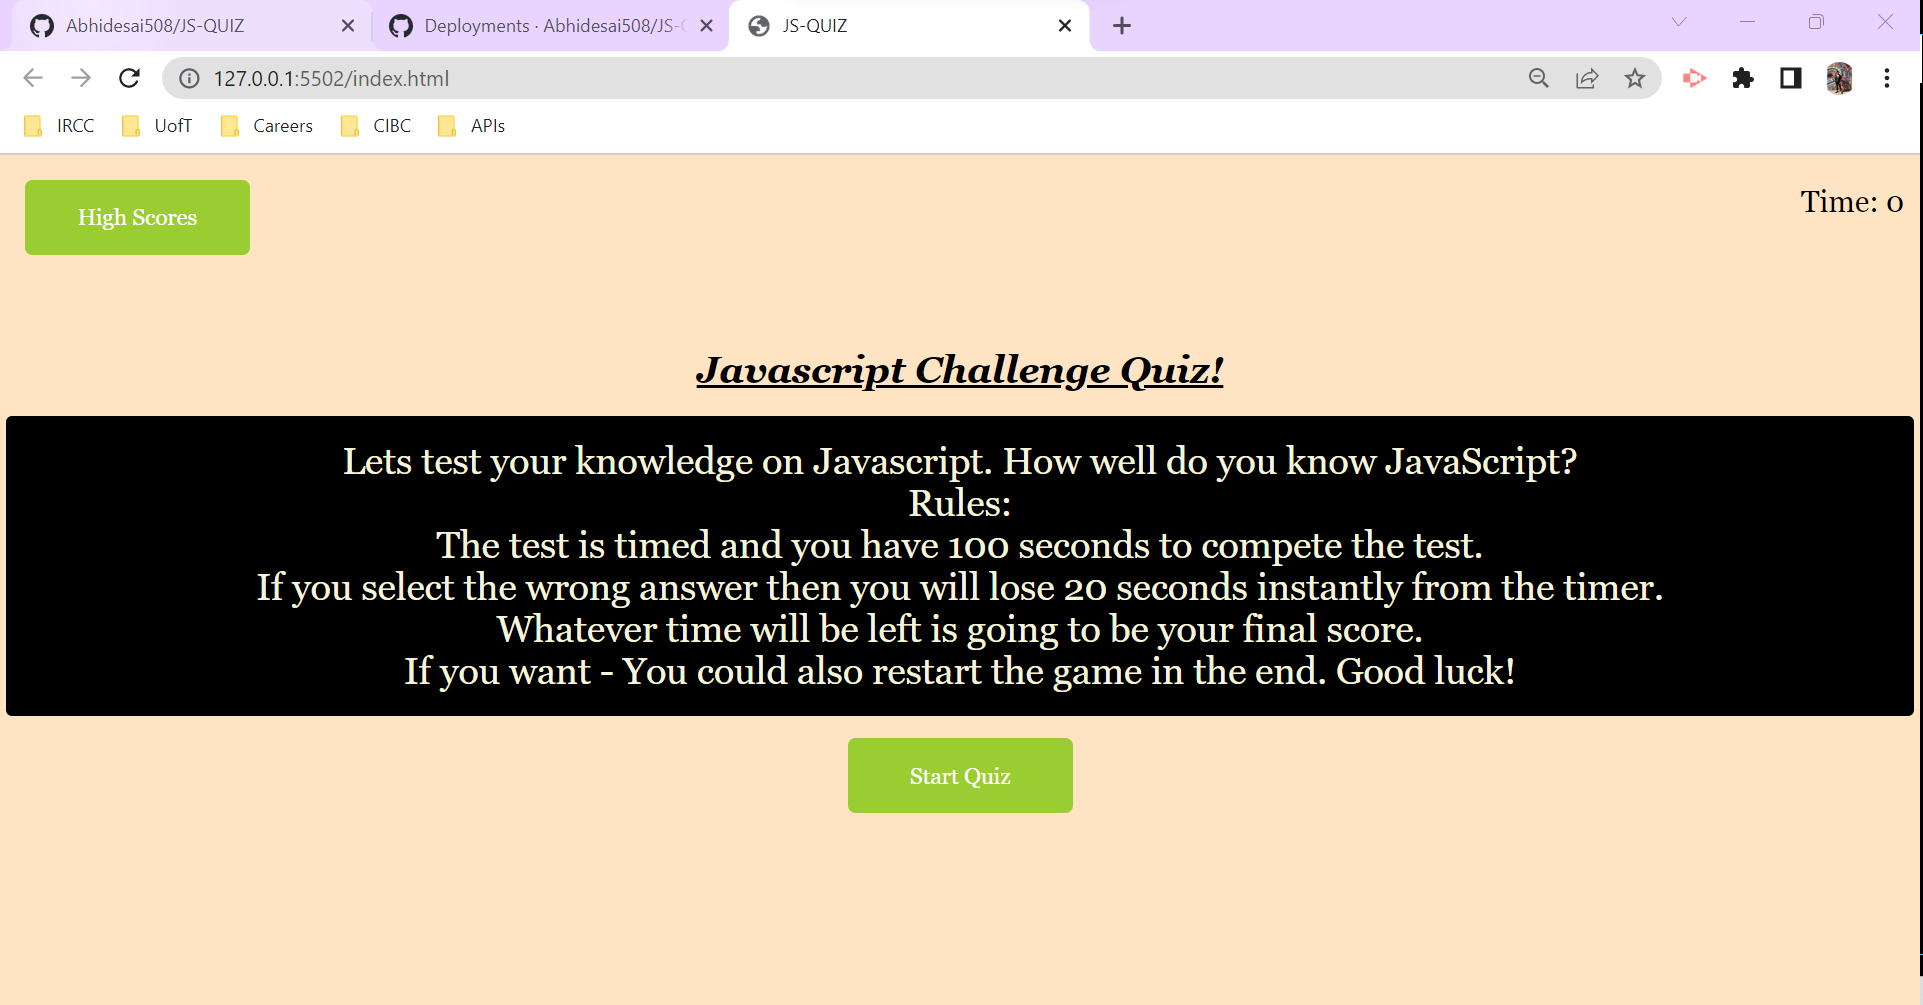 Abhidesai508/JS-QUIZ
Deployments · Abhidesai508/JS-
JS-QUIZ
127.0.0.1:5502/index.html
IRCC UofT Careers CIBC APIs
High Scores
Time: 0
Javascript Challenge Quiz!
Lets test your knowledge on Javascript. How well do you know JavaScript?
Rules:
The test is timed and you have 100 seconds to compete the test.
If you select the wrong answer then you will lose 20 seconds instantly from the timer.
Whatever time will be left is going to be your final score.
If you want - You could also restart the game in the end. Good luck!
Start Quiz